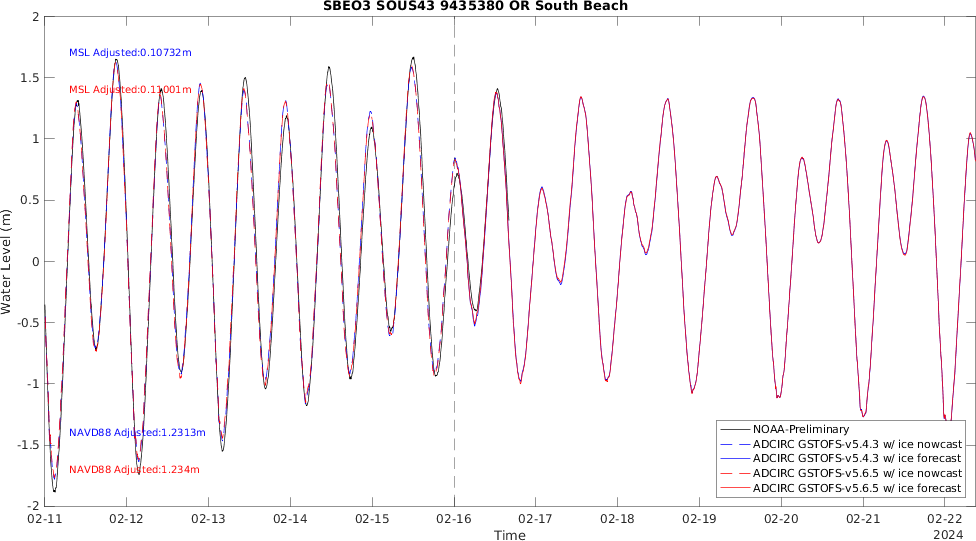 SBEO3 SOUS43 9435380 OR South Beach
MSL Adjusted:0.10732m
MSL Adjusted:0.11001m
NAVD88 Adjusted:1.2313m
NAVD88 Adjusted:1.234m
Water Level (m)
2
1.5
1
0.5
0
-0.5
-1
-1.5
-2
NOAA-Preliminary
ADCIRC GSTOFS-v5.4.3 w/ ice nowcast
ADCIRC GSTOFS-v5.4.3 w/ ice forecast
ADCIRC GSTOFS-v5.6.5 w/ ice nowcast
ADCIRC GSTOFS-v5.6.5 w/ ice forecast
02-11 02-12 02-13 02-14 02-15 02-16 02-17 02-18 02-19 02-20 02-21 02-22
2024
Time